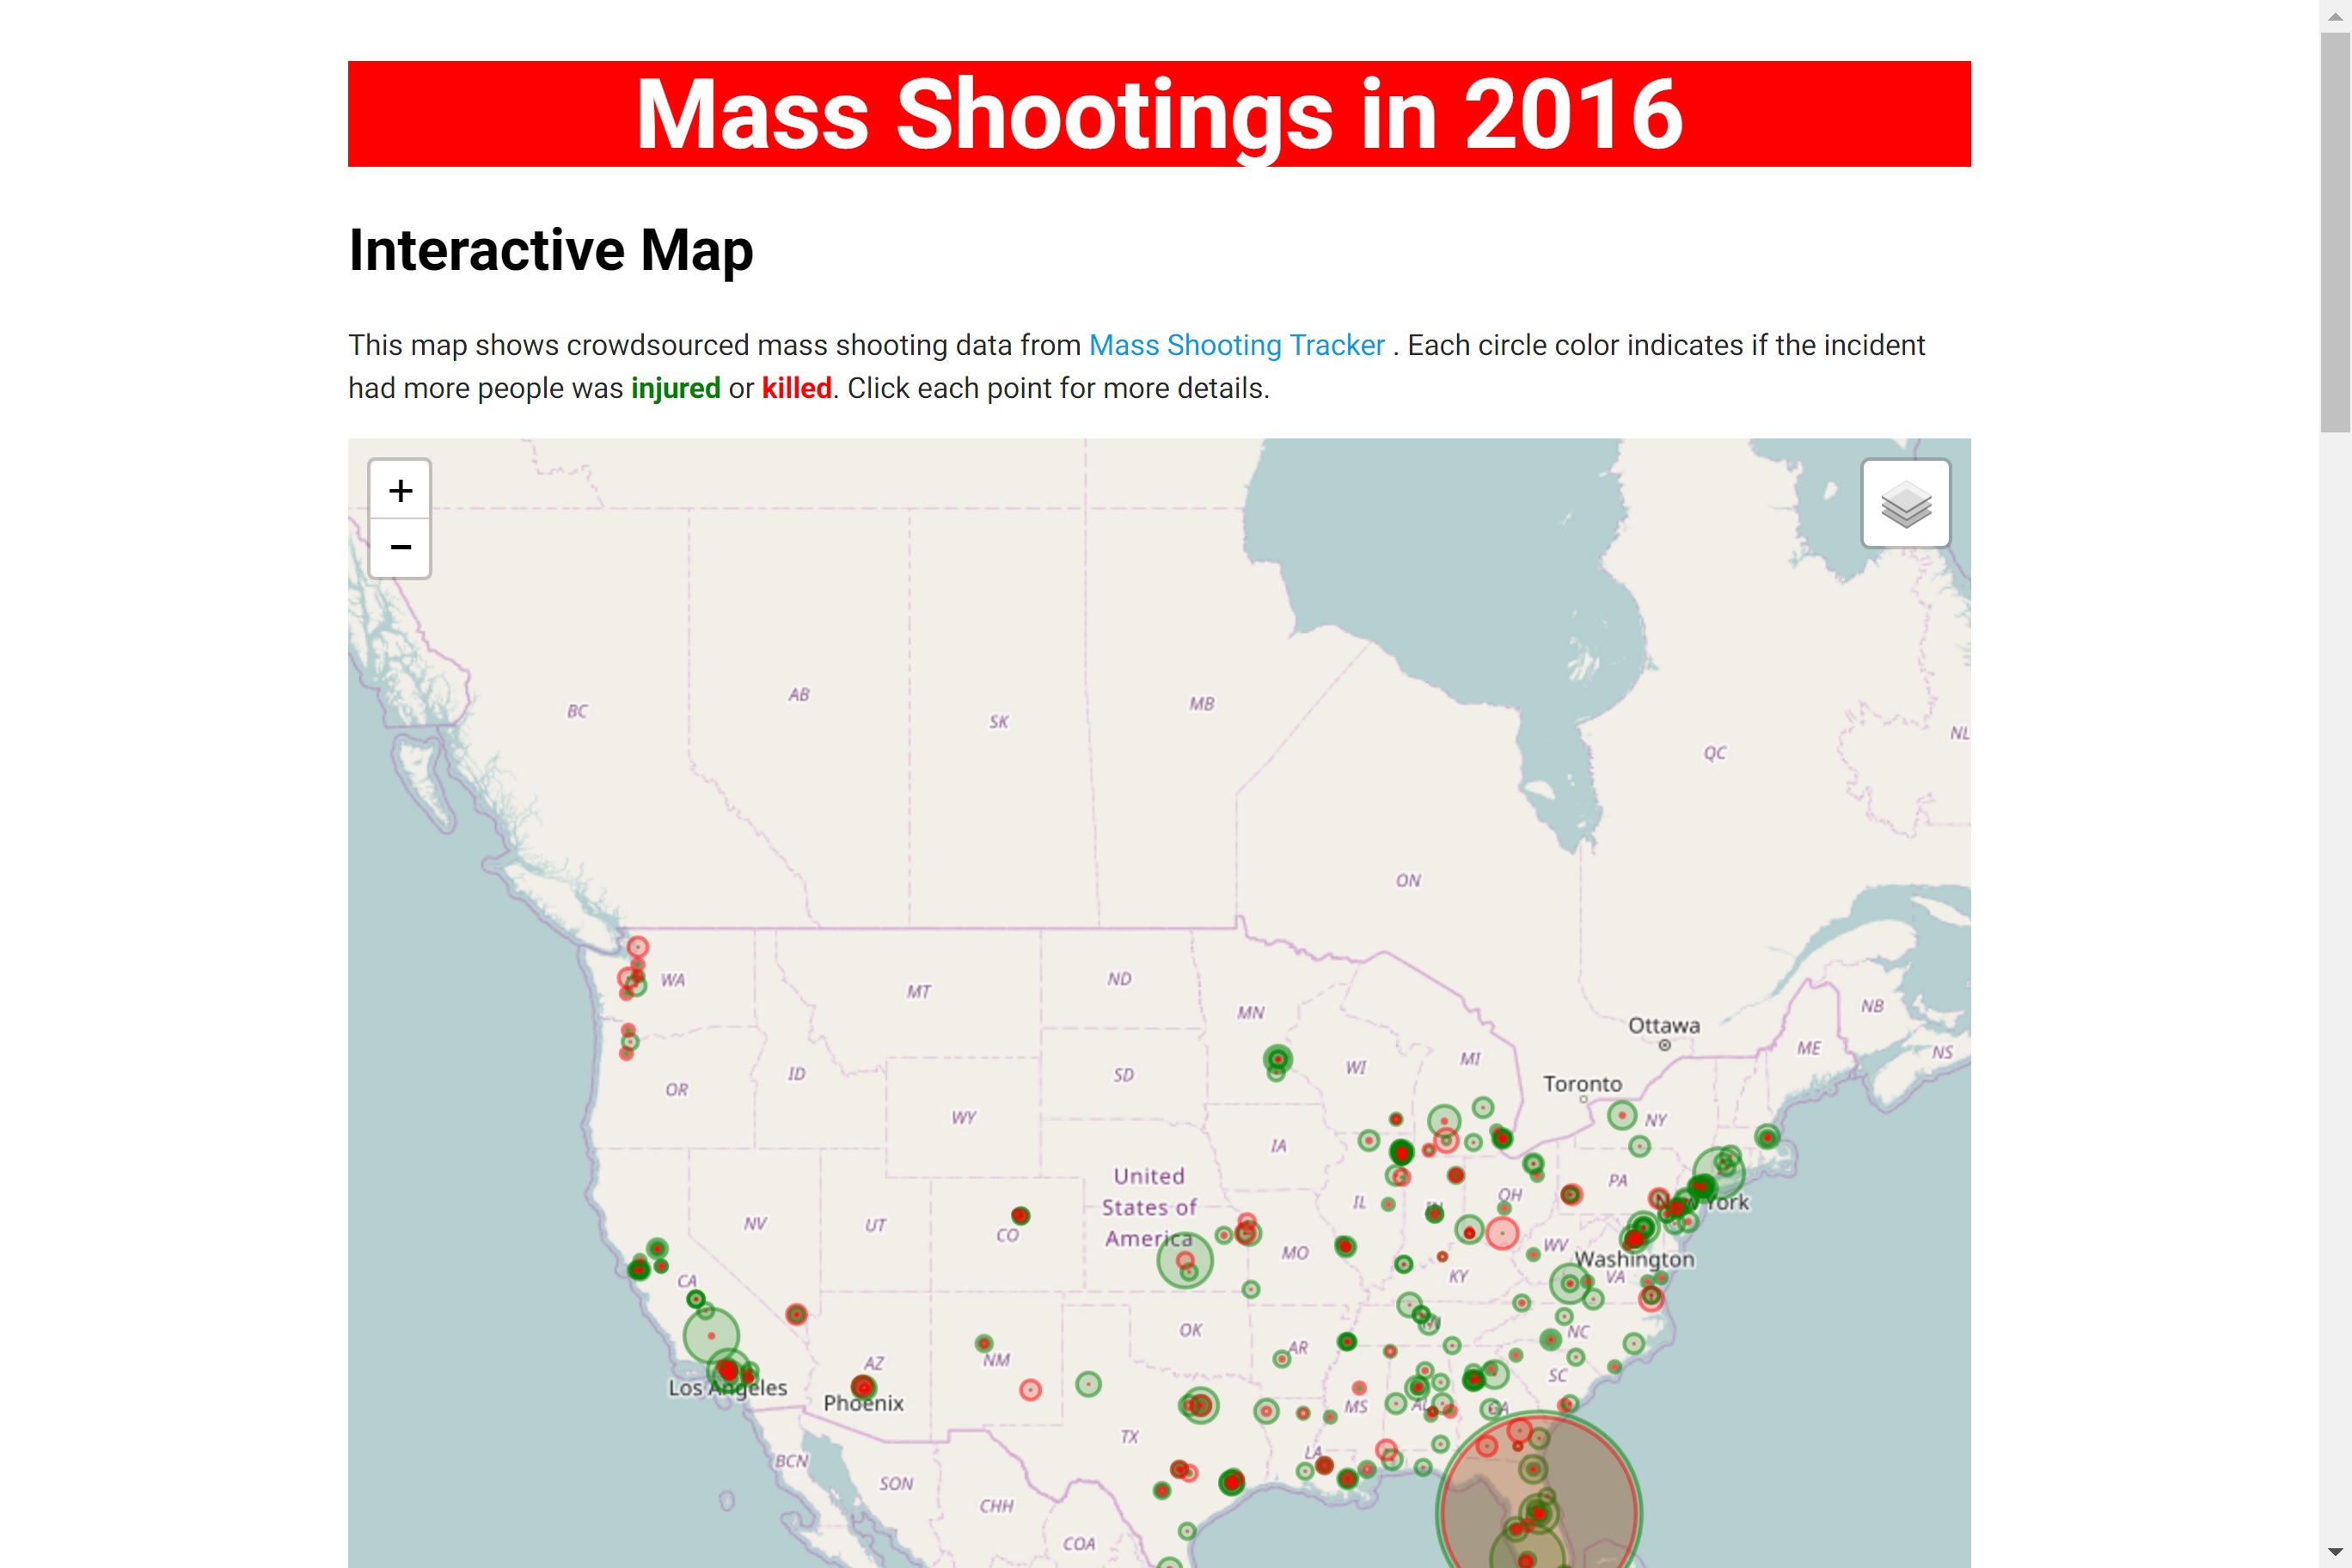 Mass Shootings in 2016
Interactive Map
This map shows crowdsourced mass shooting data from Mass Shooting Tracker . Each circle color indicates if the incident
had more people was injured or killed. Click each point for more details.
+
−
BC
AB
SK
MB
ON
QC
NL
NB
NS
ME
Ottawa
Toronto
WA
MT
ND
MN
WI
MI
NY
OR
ID
SD
WY
IA
PA
New York
NV
UT
CO
United
States of
America
MO
IL
IN
OH
WV
Washington
VA
KY
CA
Los Angeles
AZ
Phoenix
NM
OK
AR
TN
NC
SC
TX
LA
MS
AL
GA
BCN
SON
CHH
COA